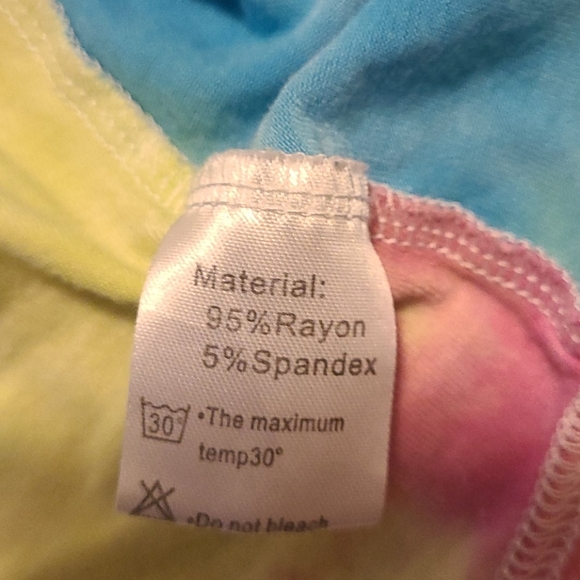 Material:
95%Rayon
5%Spandex
30° •The maximum
temp30°
•Do not bleach